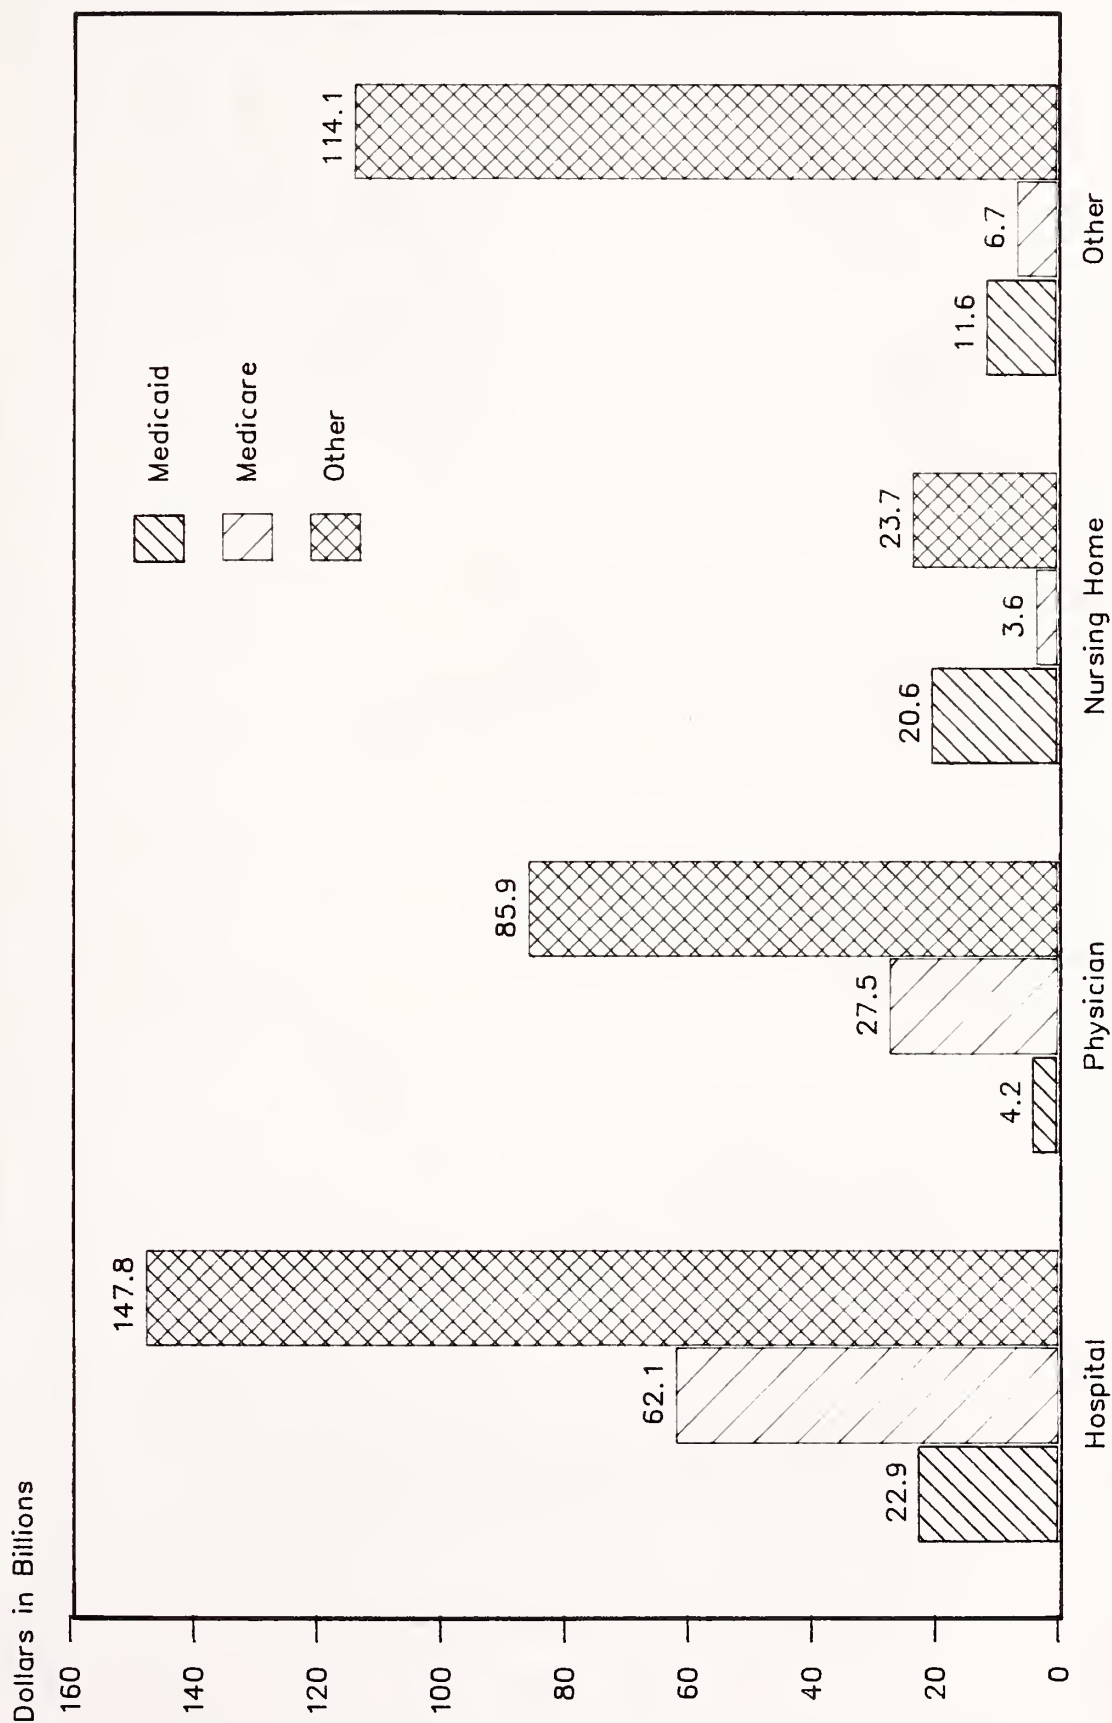 Dollars in Billions
160
140
120
100
80
60
40
20
0
Medicaid
Medicare
Other
22.9
62.1
147.8
4.2
27.5
85.9
20.6
3.6
23.7
11.6
6.7
114.1
Hospital
Physician
Nursing Home
Other